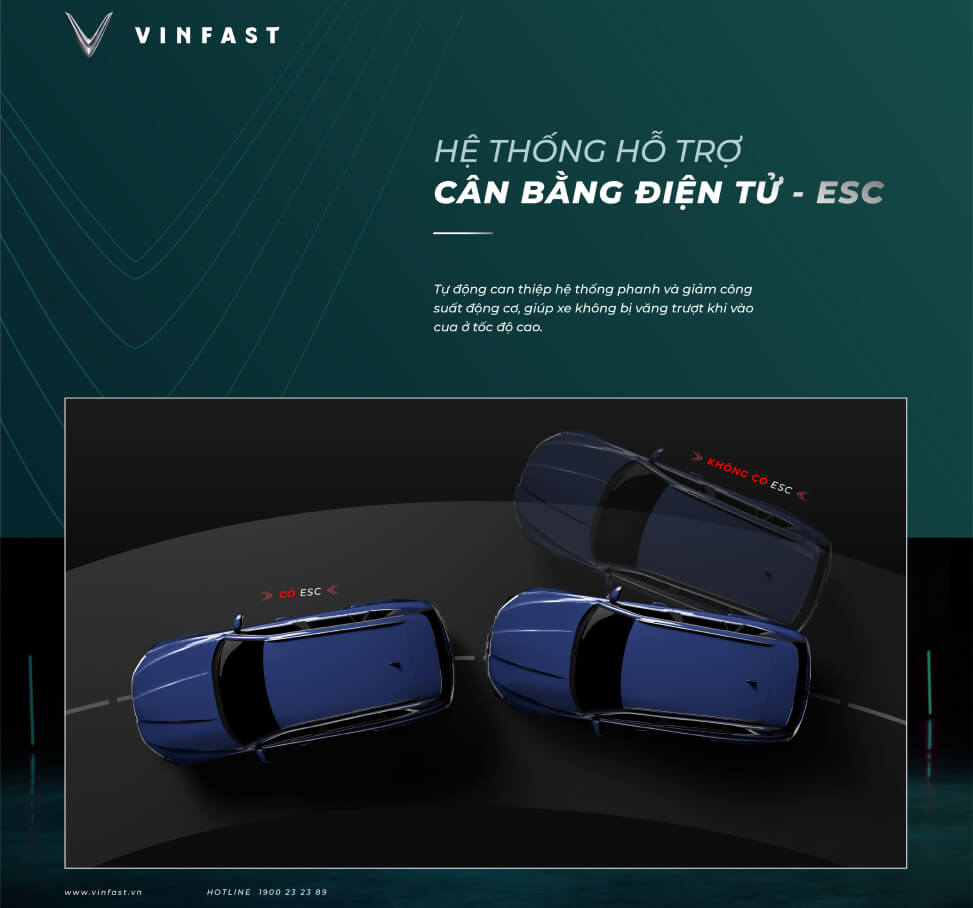 VINFAST
HỆ THỐNG HỖ TRỢ
CÂN BẰNG ĐIỆN TỬ - ESC
Tự động can thiệp hệ thống phanh và giảm công
suất động cơ, giúp xe không bị văng trượt khi vào
cua ở tốc độ cao.
KHÔNG CÓ ESC
CÓ ESC
www.vinfast.vn HOTLINE 1900 23 23 89